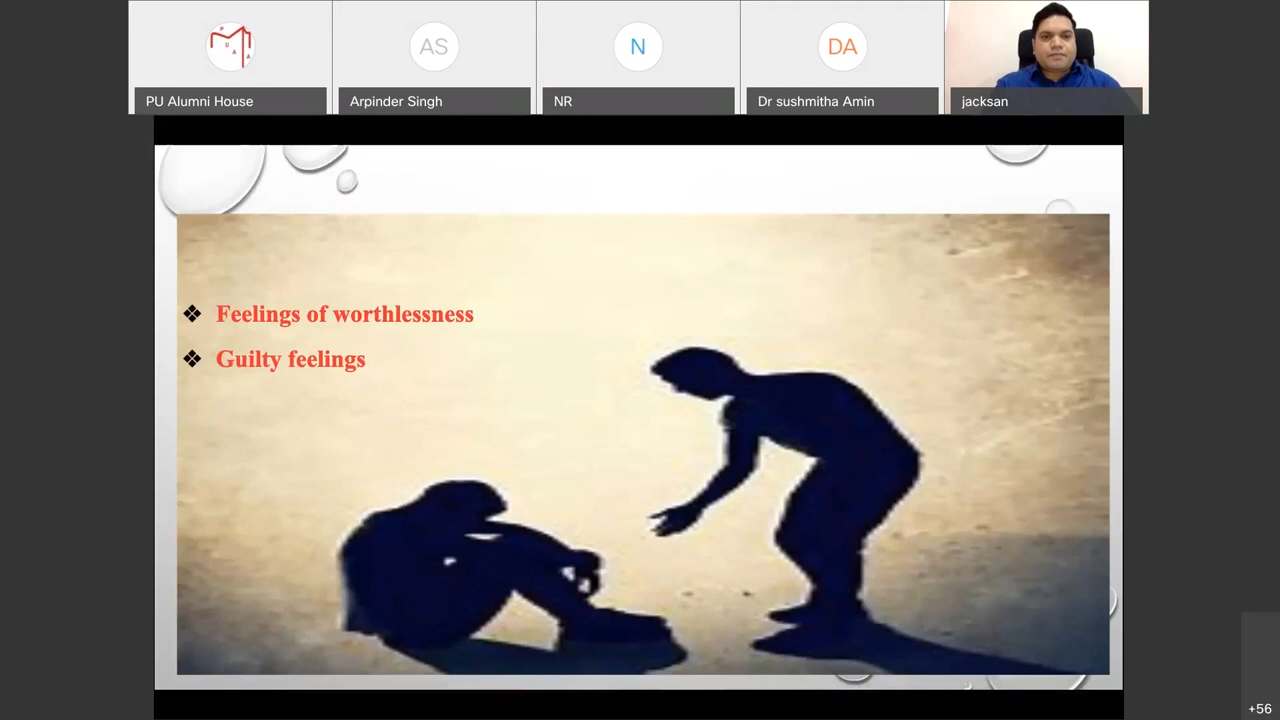 PU Alumni House
AS
Arpinder Singh
N
NR
DA
Dr sushmitha Amin
jacksan
❖ Feelings of worthlessness
❖ Guilty feelings
+56